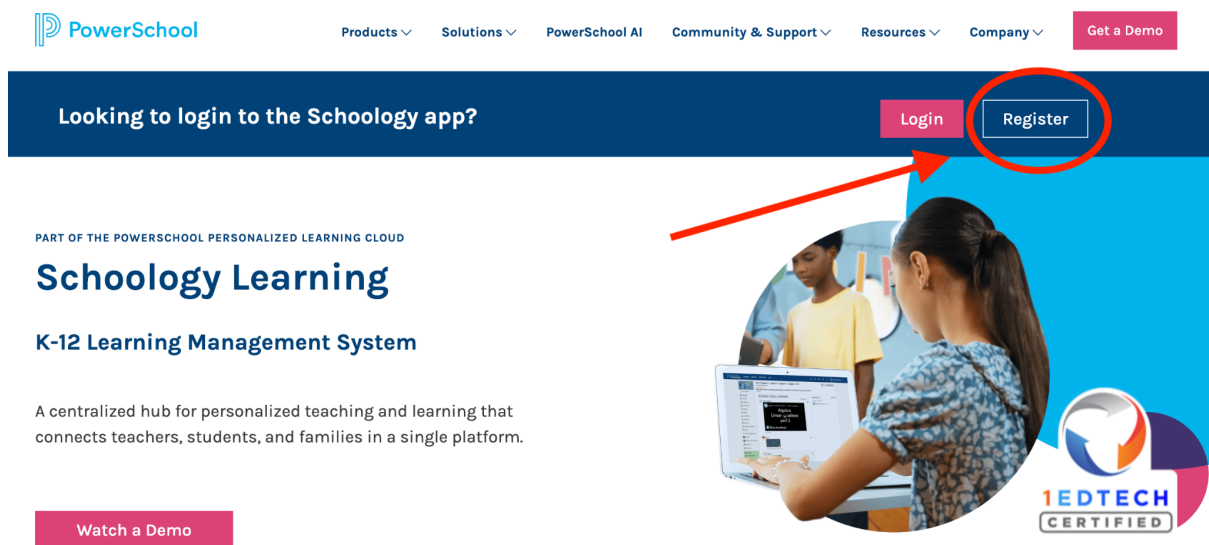 PowerSchool
Products Solutions PowerSchool AI Community & Support Resources Company Get a Demo
Looking to login to the Schoology app?
Login Register
PART OF THE POWERSCHOOL PERSONALIZED LEARNING CLOUD
Schoology Learning
K-12 Learning Management System
A centralized hub for personalized teaching and learning that
connects teachers, students, and families in a single platform.
Watch a Demo
1EDTECH
CERTIFIED